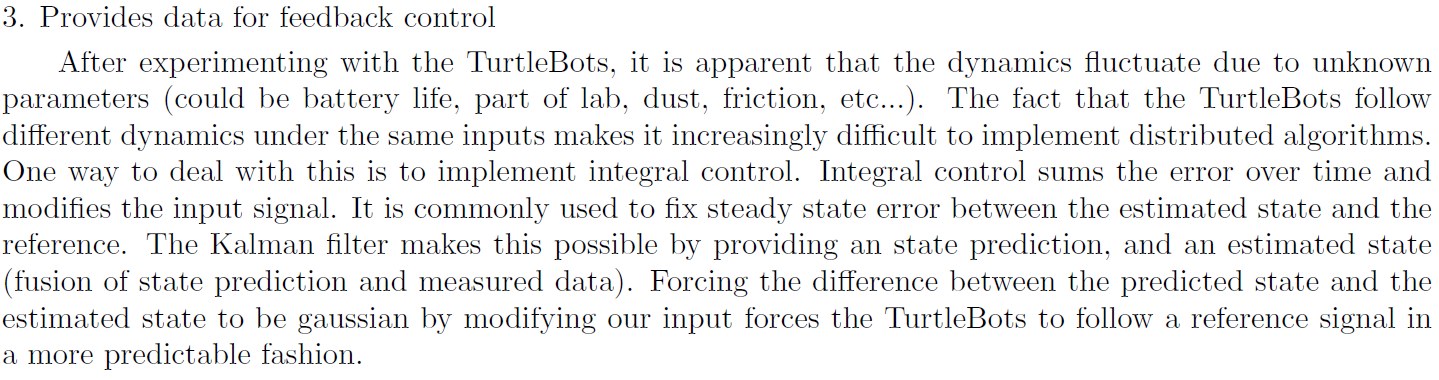 3. Provides data for feedback control
After experimenting with the TurtleBots, it is apparent that the dynamics fluctuate due to unknown
parameters (could be battery life, part of lab, dust, friction, etc...). The fact that the TurtleBots follow
different dynamics under the same inputs makes it increasingly difficult to implement distributed algorithms.
One way to deal with this is to implement integral control. Integral control sums the error over time and
modifies the input signal. It is commonly used to fix steady state error between the estimated state and the
reference. The Kalman filter makes this possible by providing an state prediction, and an estimated state
(fusion of state prediction and measured data). Forcing the difference between the predicted state and the
estimated state to be gaussian by modifying our input forces the TurtleBots to follow a reference signal in
a more predictable fashion.